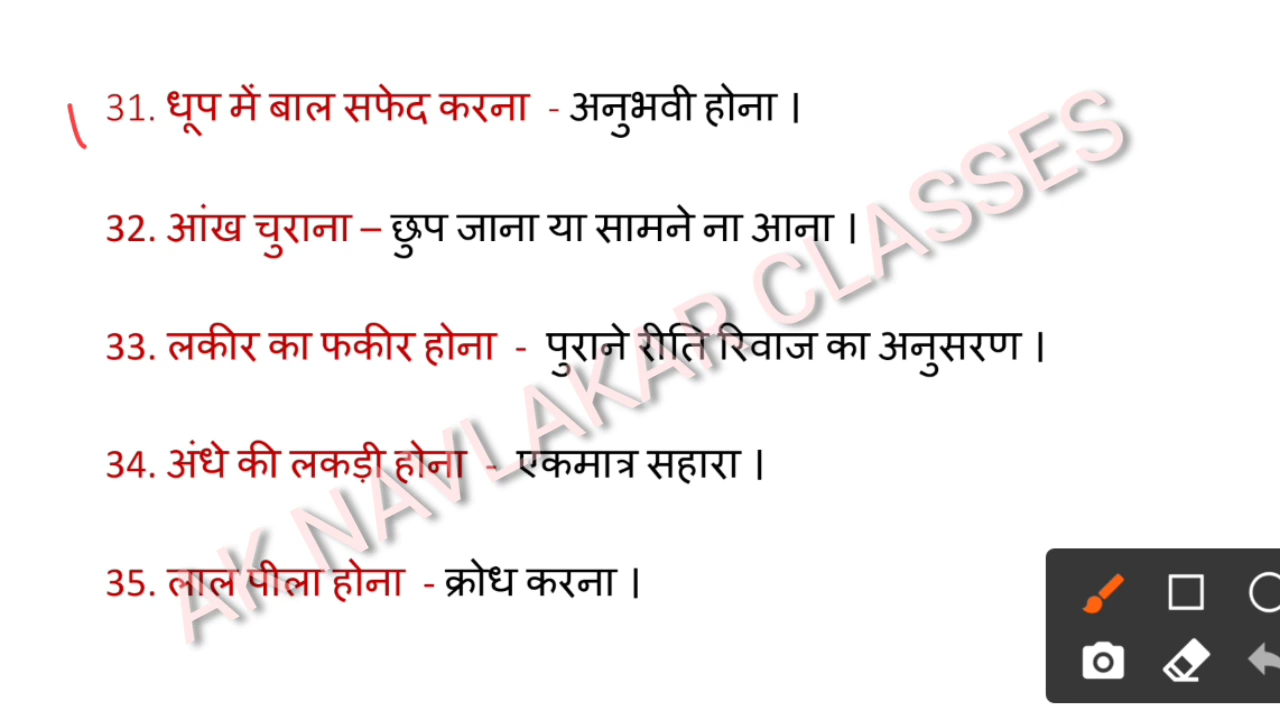 31. धूप में बाल सफेद करना - अनुभवी होना ।
32. आंख चुराना – छुप जाना या सामने ना आना ।
33. लकीर का फकीर होना - पुराने रीति रिवाज का अनुसरण ।
34. अंधे की लकड़ी होना - एकमात्र सहारा ।
35. लाल पीला होना - क्रोध करना ।
AK NAVLAKAR CLASSES